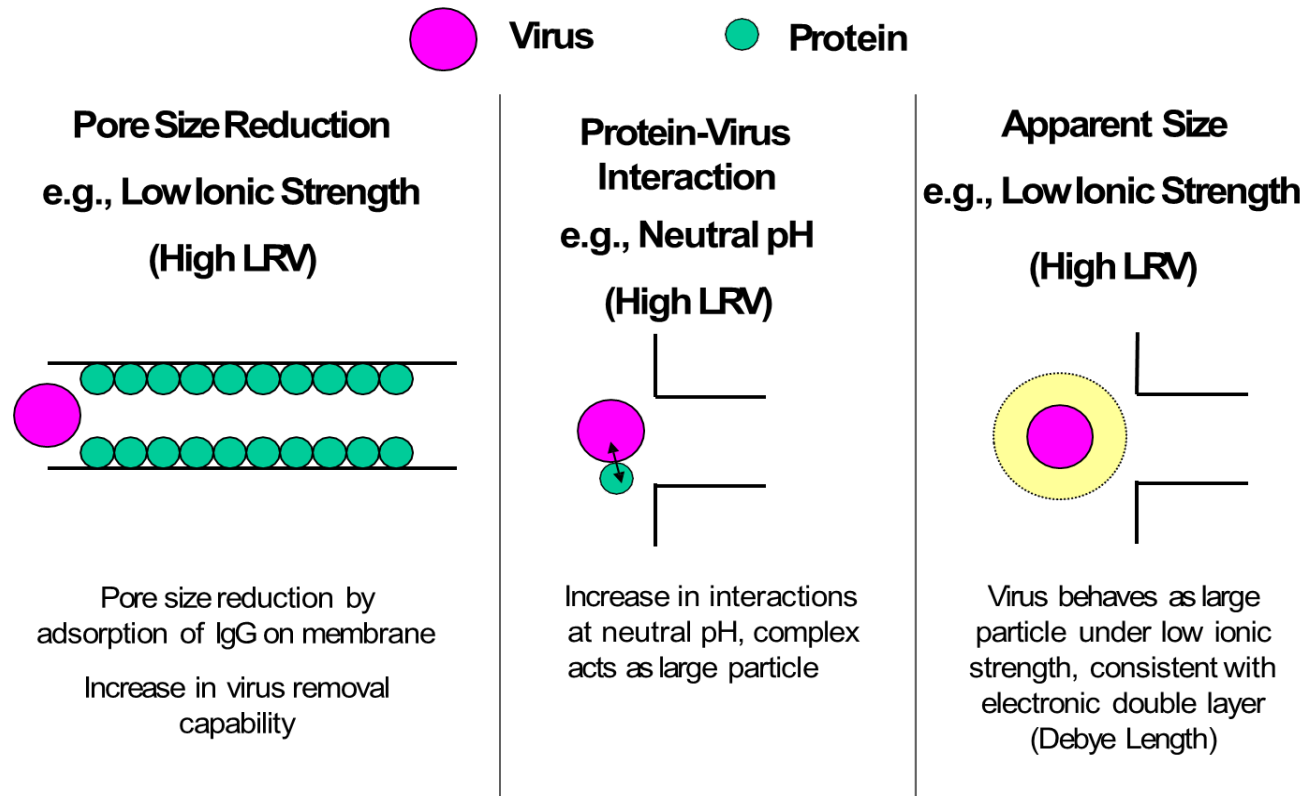 Virus
Protein
Pore Size Reduction
e.g., Low Ionic Strength
(High LRV)
Pore size reduction by
adsorption of IgG on membrane
Increase in virus removal
capability
Protein-Virus
Interaction
e.g., Neutral pH
(High LRV)
Increase in interactions
at neutral pH, complex
acts as large particle
Apparent Size
e.g., Low Ionic Strength
(High LRV)
Virus behaves as large
particle under low ionic
strength, consistent with
electronic double layer
(Debye Length)